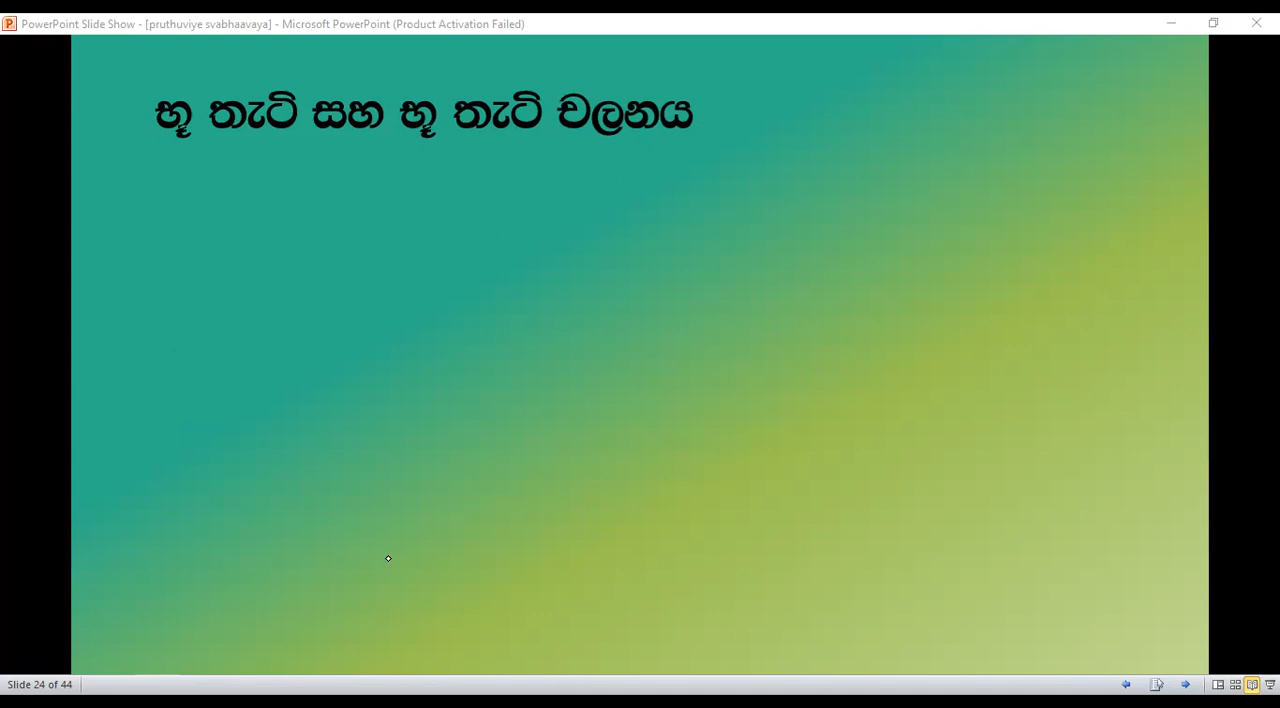 PowerPoint Slide Show - [pruthuviye svabhaavaya] - Microsoft PowerPoint (Product Activation Failed)
භූ තැටි සහ භූ තැටි චලනය
Slide 24 of 44